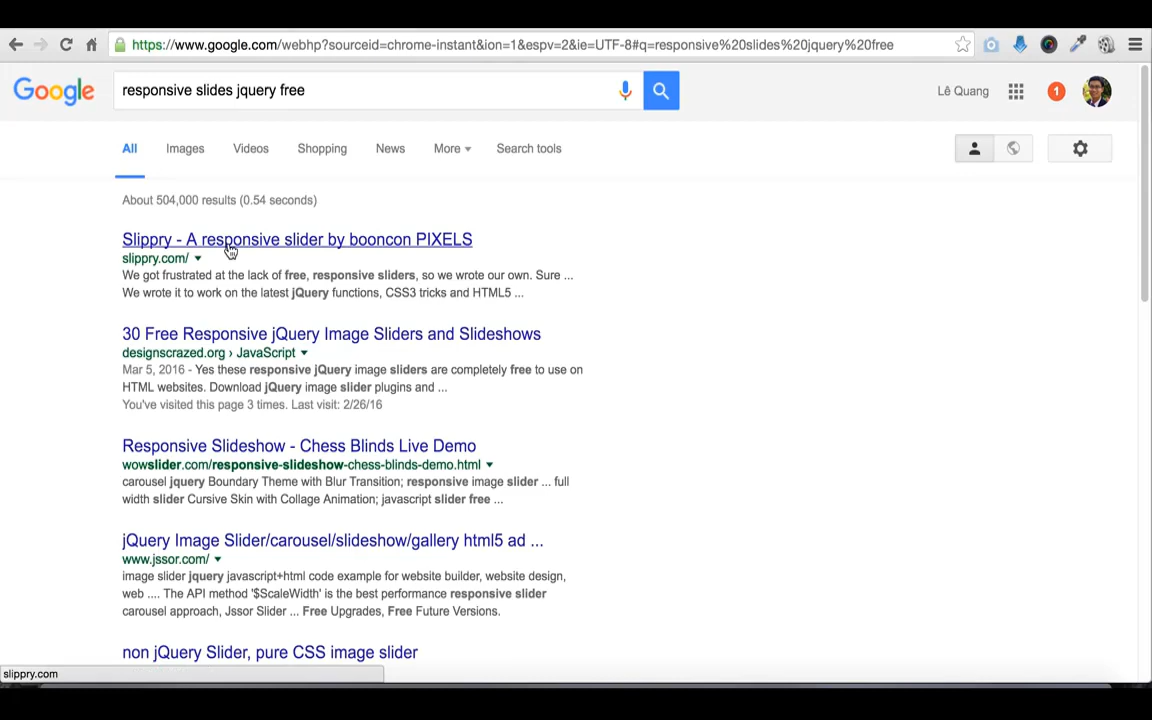 https://www.google.com/webhp?sourceid=chrome-instant&ion=1&espv=2&ie=UTF-8#q=responsive%20slides%20jquery%20free
Google
responsive slides jquery free
Lê Quang
1
All Images Videos Shopping News More Search tools
About 504,000 results (0.54 seconds)
Slippry - A responsive slider by booncon PIXELS
slippry.com/
We got frustrated at the lack of free, responsive sliders, so we wrote our own. Sure ...
We wrote it to work on the latest jQuery functions, CSS3 tricks and HTML5 ...
30 Free Responsive jQuery Image Sliders and Slideshows
designscrazed.org › JavaScript
Mar 5, 2016 - Yes these responsive jQuery image sliders are completely free to use on
HTML websites. Download jQuery image slider plugins and ...
You've visited this page 3 times. Last visit: 2/26/16
Responsive Slideshow - Chess Blinds Live Demo
wowslider.com/responsive-slideshow-chess-blinds-demo.html
carousel jquery Boundary Theme with Blur Transition; responsive image slider ... full
width slider Cursive Skin with Collage Animation; javascript slider free ...
jQuery Image Slider/carousel/slideshow/gallery html5 ad ...
www.jssor.com/
image slider jquery javascript+html code example for website builder, website design,
web .... The API method '$ScaleWidth' is the best performance responsive slider
carousel approach, Jssor Slider ... Free Upgrades, Free Future Versions.
non jQuery Slider, pure CSS image slider
slippry.com